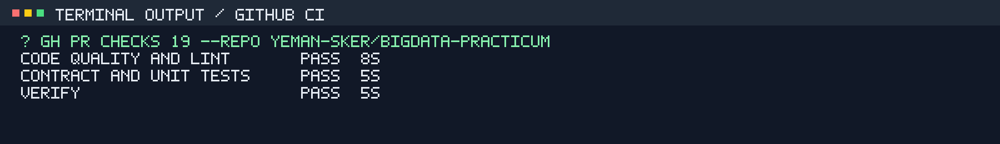 TERMINAL OUTPUT / GITHUB CI
? GH PR CHECKS 19 --REPO YEMAN-SKER/BIGDATA-PRACTICUM
CODE QUALITY AND LINT PASS 8S
CONTRACT AND UNIT TESTS PASS 5S
VERIFY PASS 5S